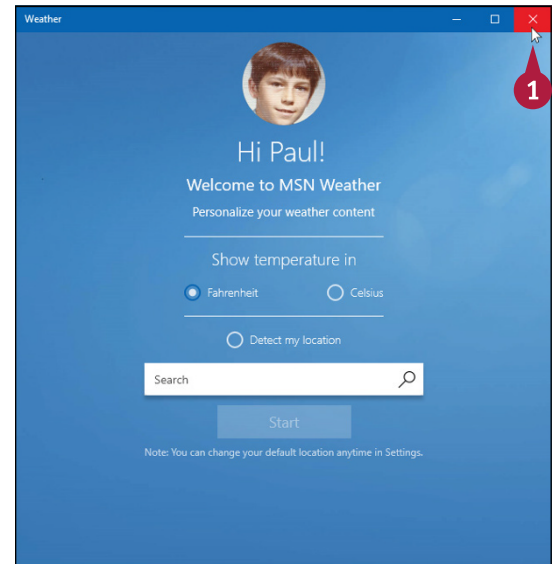 Weather
1
Hi Paul!
Welcome to MSN Weather
Personalize your weather content
Show temperature in
Fahrenheit
Celsius
Detect my location
Search
Start
Note: You can change your default location anytime in Settings.